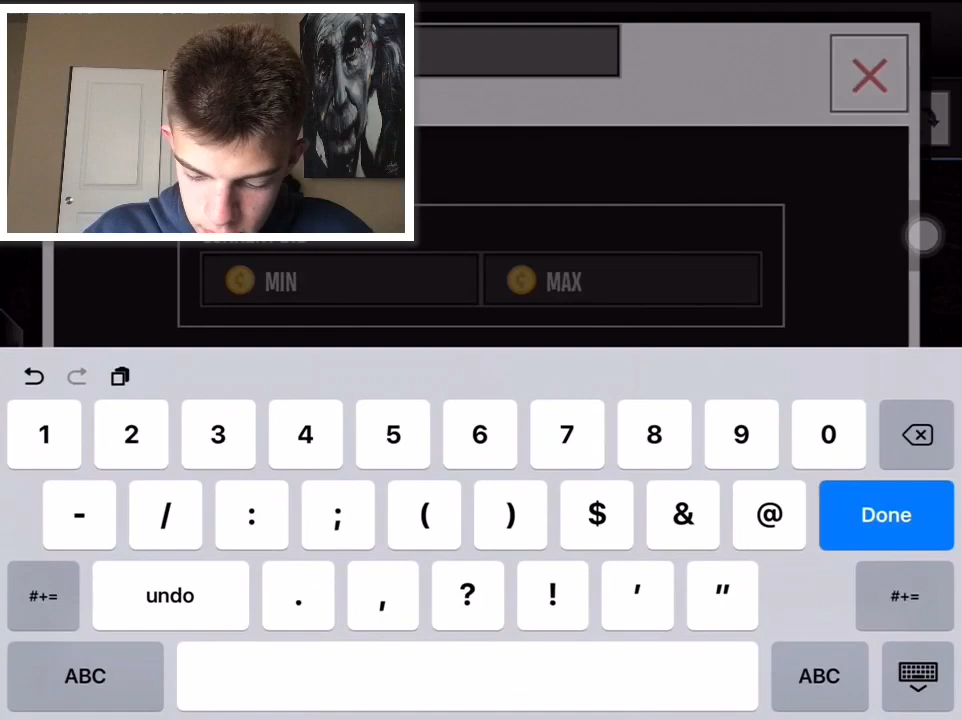 MIN MAX
1 2 3 4 5 6 7 8 9 0
- / : ; ( ) $ & @ Done
#+= undo . , ? ! ' " #+=
ABC ABC